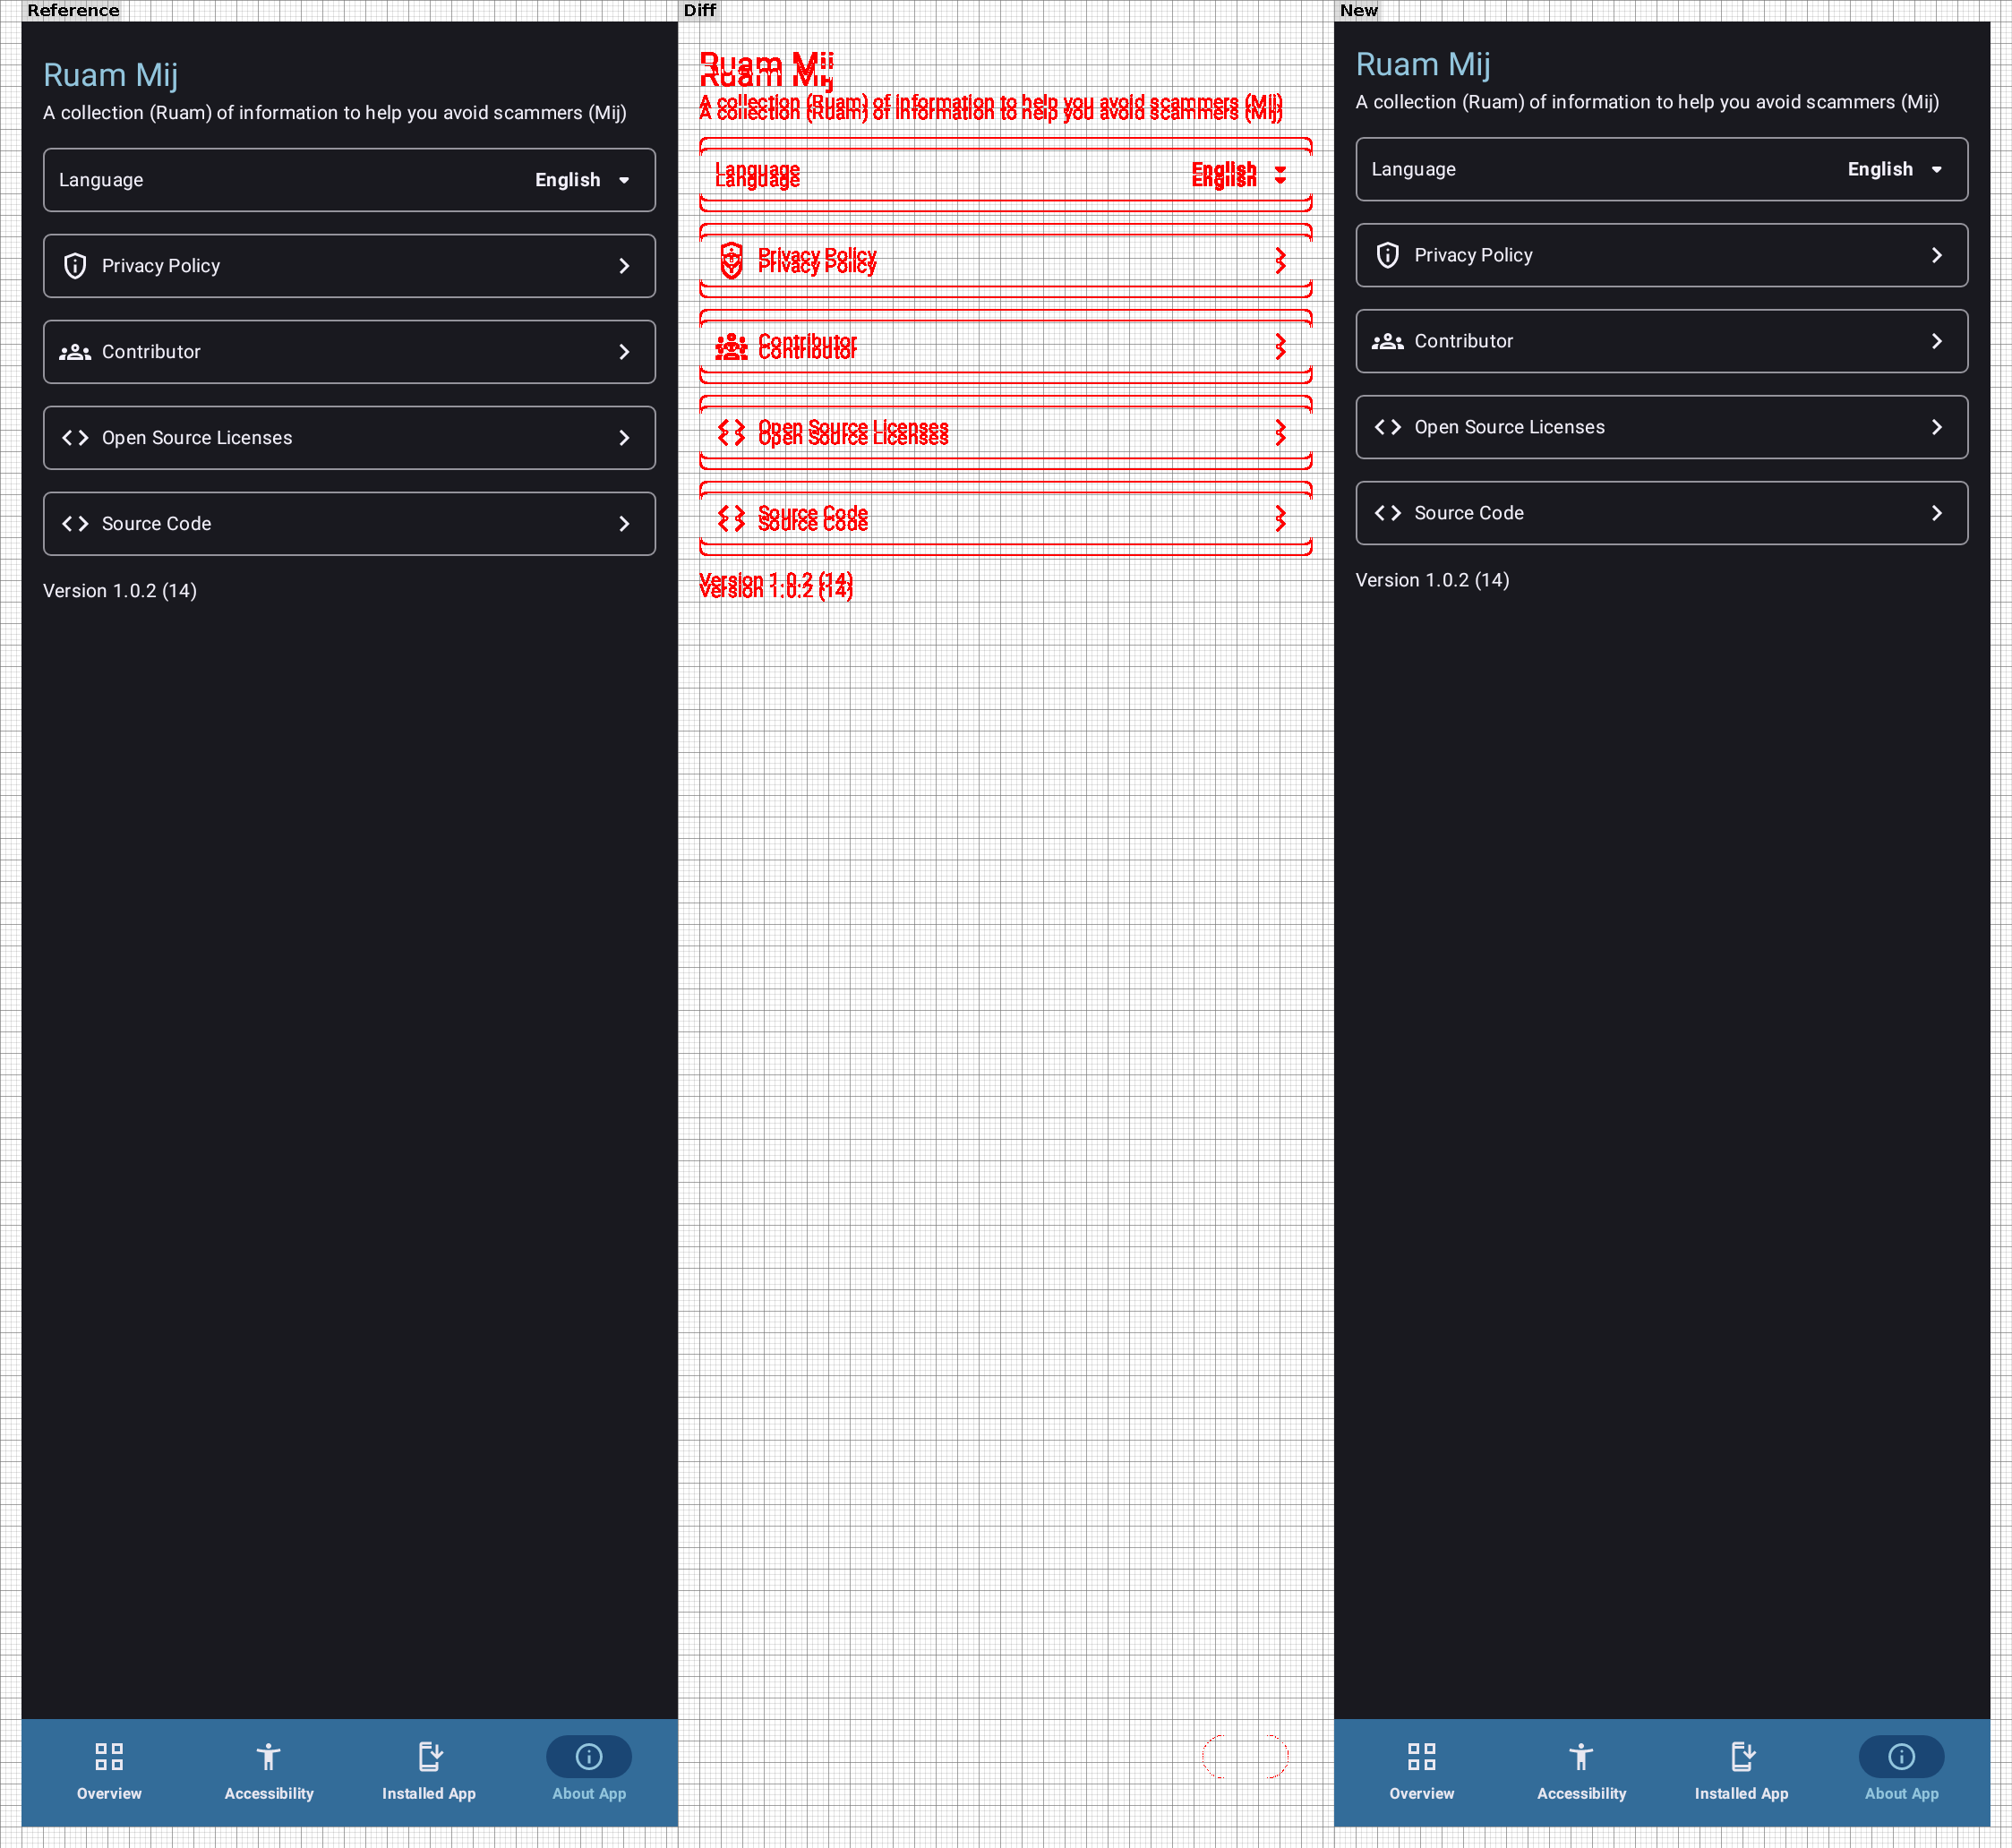 Reference
Ruam Mij
A collection (Ruam) of information to help you avoid scammers (Mij)
Language English
Privacy Policy
Contributor
Open Source Licenses
Source Code
Version 1.0.2 (14)
Overview Accessibility Installed App About App
Diff
Ruam Mij
A collection (Ruam) of information to help you avoid scammers (Mij)
Language English
Privacy Policy
Contributor
Open Source Licenses
Source Code
Version 1.0.2 (14)
New
Ruam Mij
A collection (Ruam) of information to help you avoid scammers (Mij)
Language English
Privacy Policy
Contributor
Open Source Licenses
Source Code
Version 1.0.2 (14)
Overview Accessibility Installed App About App